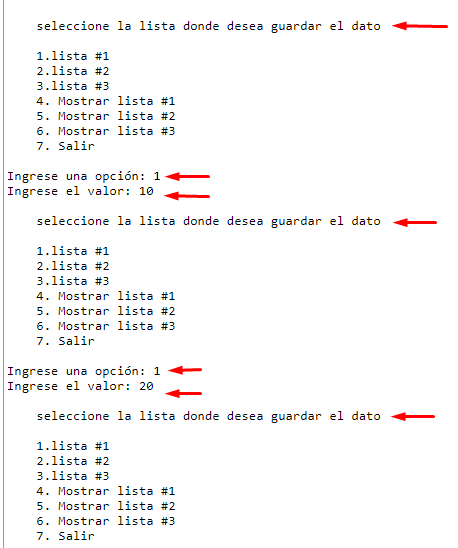 seleccione la lista donde desea guardar el dato
1.lista #1
2.lista #2
3.lista #3
4. Mostrar lista #1
5. Mostrar lista #2
6. Mostrar lista #3
7. Salir
Ingrese una opción: 1
Ingrese el valor: 10
seleccione la lista donde desea guardar el dato
1.lista #1
2.lista #2
3.lista #3
4. Mostrar lista #1
5. Mostrar lista #2
6. Mostrar lista #3
7. Salir
Ingrese una opción: 1
Ingrese el valor: 20
seleccione la lista donde desea guardar el dato
1.lista #1
2.lista #2
3.lista #3
4. Mostrar lista #1
5. Mostrar lista #2
6. Mostrar lista #3
7. Salir